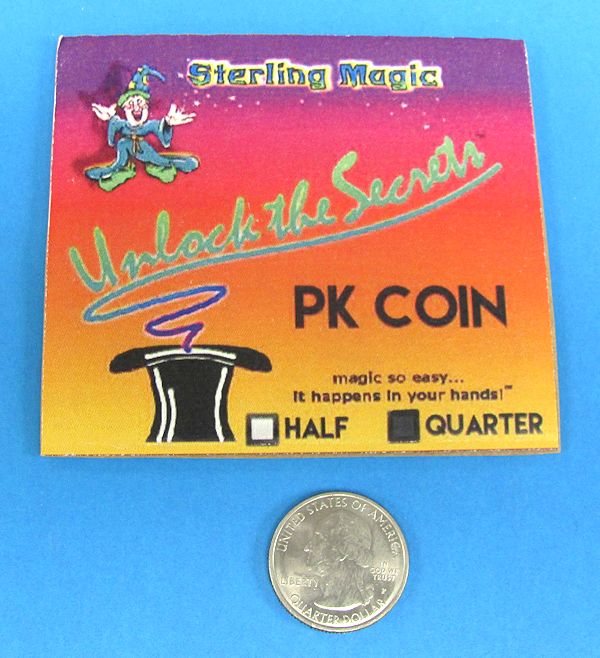 Sterling Magic
Unlock the Secrets™
PK COIN
magic so easy...
it happens in your hands!™
HALF
QUARTER
UNITED STATES OF AMERICA
LIBERTY
IN
GOD WE
TRUST
QUARTER DOLLAR